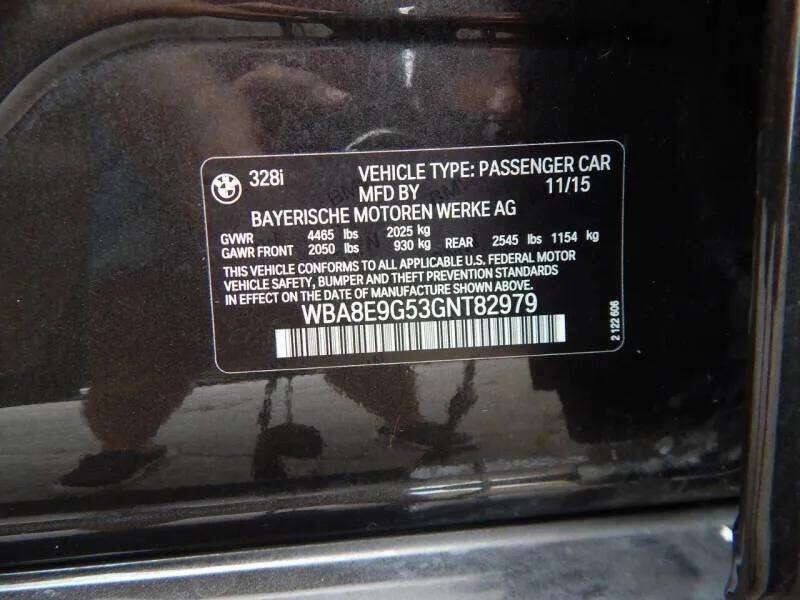 328i VEHICLE TYPE: PASSENGER CAR
MFD BY 11/15
BAYERISCHE MOTOREN WERKE AG
GVWR 4465 lbs 2025 kg
GAWR FRONT 2050 lbs 930 kg REAR 2545 lbs 1154 kg
THIS VEHICLE CONFORMS TO ALL APPLICABLE U.S. FEDERAL MOTOR
VEHICLE SAFETY, BUMPER AND THEFT PREVENTION STANDARDS
IN EFFECT ON THE DATE OF MANUFACTURE SHOWN ABOVE.
WBA8E9G53GNT82979
2 122 606